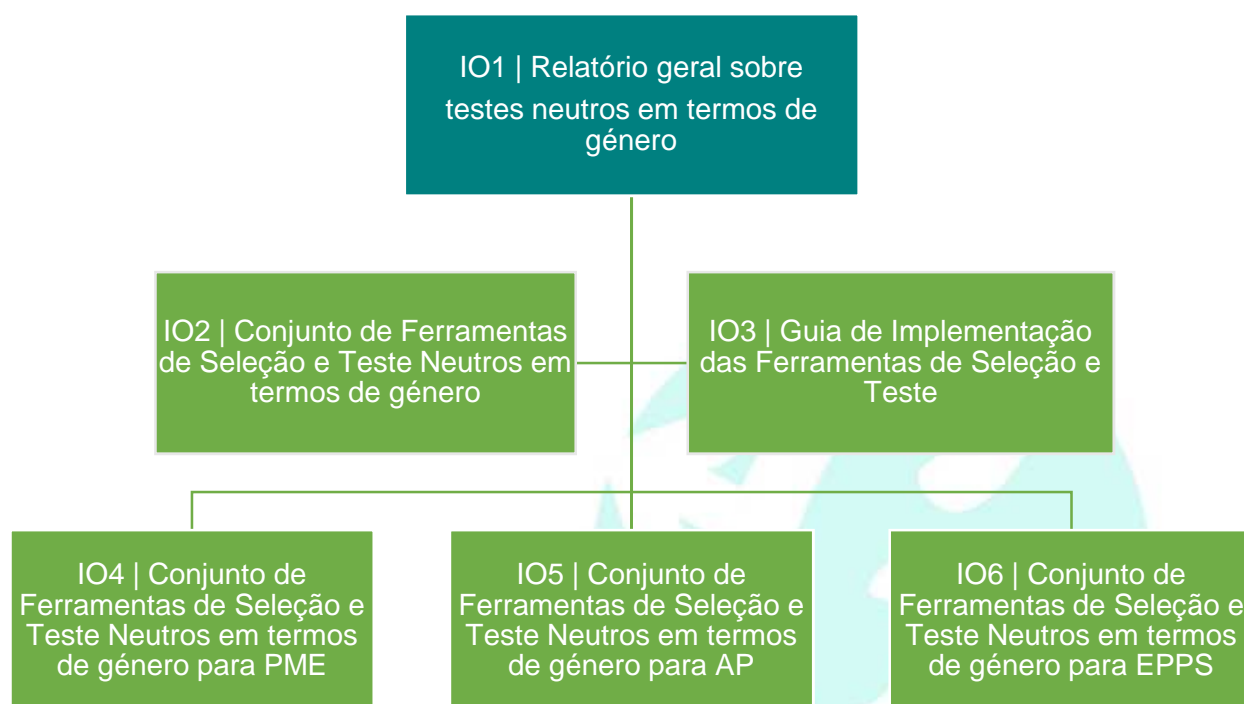 IO1 | Relatório geral sobre
testes neutros em termos de
género
IO2 | Conjunto de Ferramentas
de Seleção e Teste Neutros em
termos de género
IO3 | Guia de Implementação
das Ferramentas de Seleção e
Teste
IO4 | Conjunto de
Ferramentas de Seleção e
Teste Neutros em termos
de género para PME
IO5 | Conjunto de
Ferramentas de Seleção e
Teste Neutros em termos
de género para AP
IO6 | Conjunto de
Ferramentas de Seleção e
Teste Neutros em termos
de género para EPPS